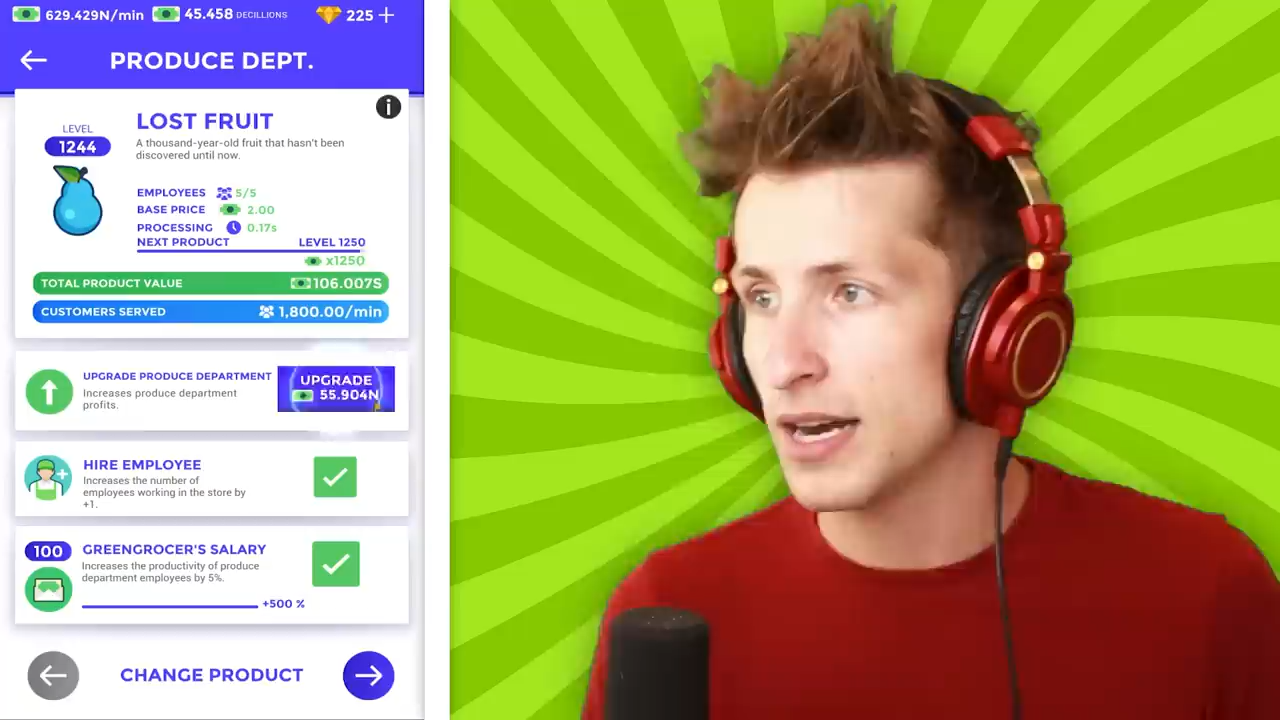 629.429N/min 45.458 DECILLIONS 225 +
PRODUCE DEPT.
LOST FRUIT
LEVEL
1244
A thousand-year-old fruit that hasn't been
discovered until now.
EMPLOYEES 5/5
BASE PRICE 2.00
PROCESSING 0.17s
NEXT PRODUCT LEVEL 1250
x1250
TOTAL PRODUCT VALUE 106.007S
CUSTOMERS SERVED 1,800.00/min
UPGRADE PRODUCE DEPARTMENT
Increases produce department
profits.
UPGRADE
55.904N
HIRE EMPLOYEE
Increases the number of
employees working in the store by
+1.
100 GREENGROCER'S SALARY
Increases the productivity of produce
department employees by 5%.
+500 %
CHANGE PRODUCT